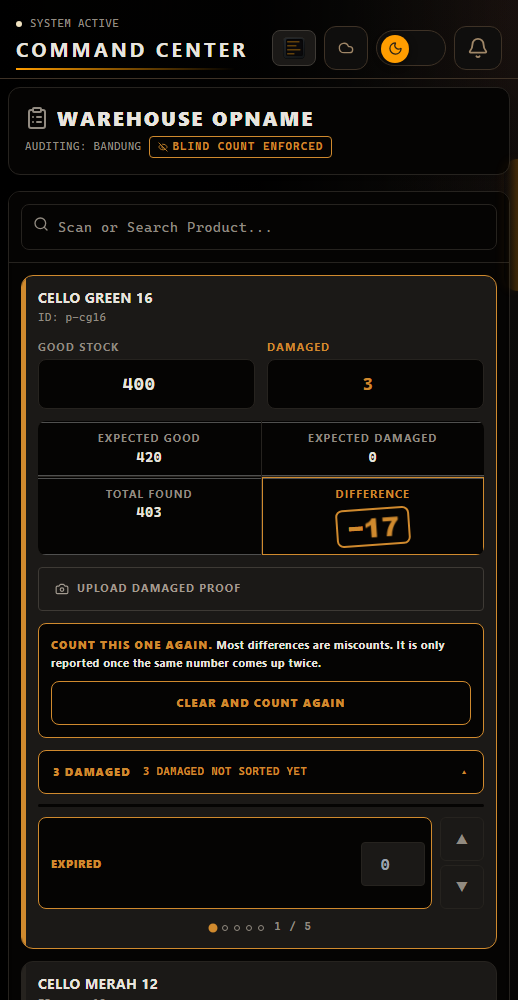 SYSTEM ACTIVE
COMMAND CENTER
WAREHOUSE OPNAME
AUDITING: BANDUNG BLIND COUNT ENFORCED
Scan or Search Product...
CELLO GREEN 16
ID: p-cg16
GOOD STOCK DAMAGED
400 3
EXPECTED GOOD EXPECTED DAMAGED
420 0
TOTAL FOUND DIFFERENCE
403 −17
UPLOAD DAMAGED PROOF
COUNT THIS ONE AGAIN. Most differences are miscounts. It is only
reported once the same number comes up twice.
CLEAR AND COUNT AGAIN
3 DAMAGED 3 DAMAGED NOT SORTED YET ▴
▲
EXPIRED 0
▼
1 / 5
CELLO MERAH 12